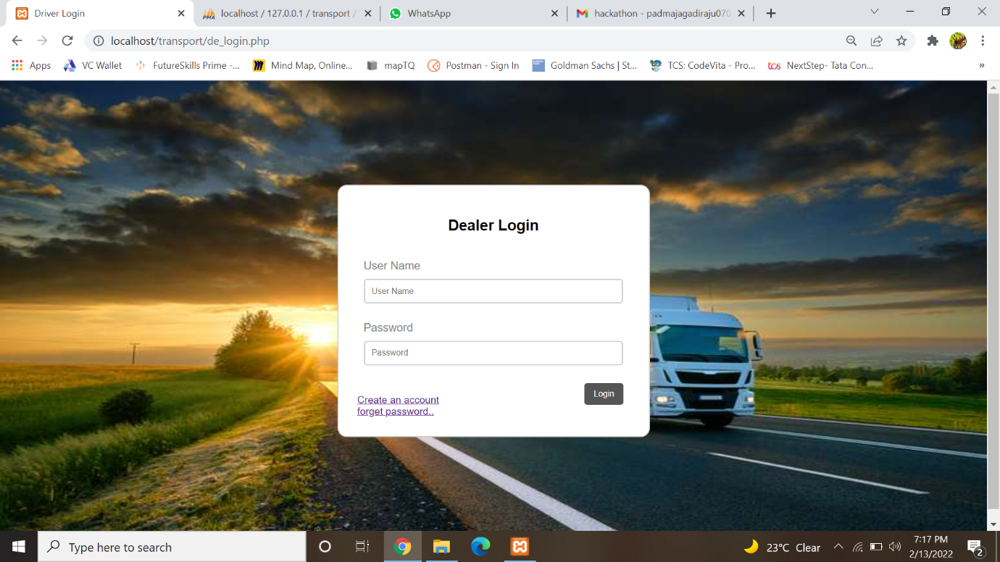 Driver Login
localhost / 127.0.0.1 / transport /
WhatsApp
hackathon - padmajagadiraju070
localhost/transport/de_login.php
Apps
VC Wallet
FutureSkills Prime -...
Mind Map, Online...
mapTQ
Postman - Sign In
Goldman Sachs | St...
TCS: CodeVita - Pro...
NextStep- Tata Con...
»
Dealer Login
User Name
User Name
Password
Password
Login
Create an account
forget password..
Type here to search
23°C Clear
7:17 PM
2/13/2022
2